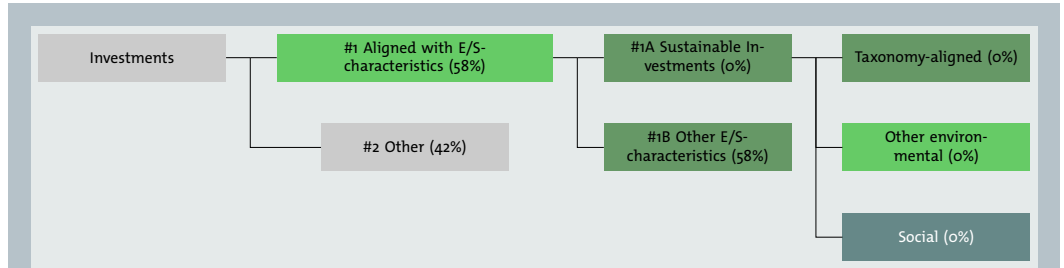 Investments
#1 Aligned with E/S-
characteristics (58%)
#2 Other (42%)
#1A Sustainable In-
vestments (0%)
#1B Other E/S-
characteristics (58%)
Taxonomy-aligned (0%)
Other environ-
mental (0%)
Social (0%)